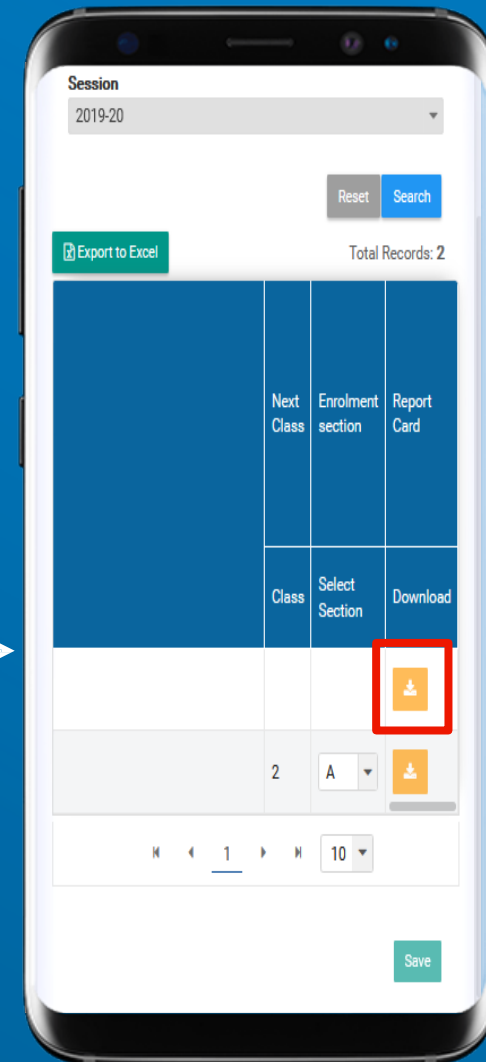 Session
2019-20
Reset Search
Export to Excel Total Records: 2
Next Class Enrolment section Report Card
Class Select Section Download
2 A
1 10
Save